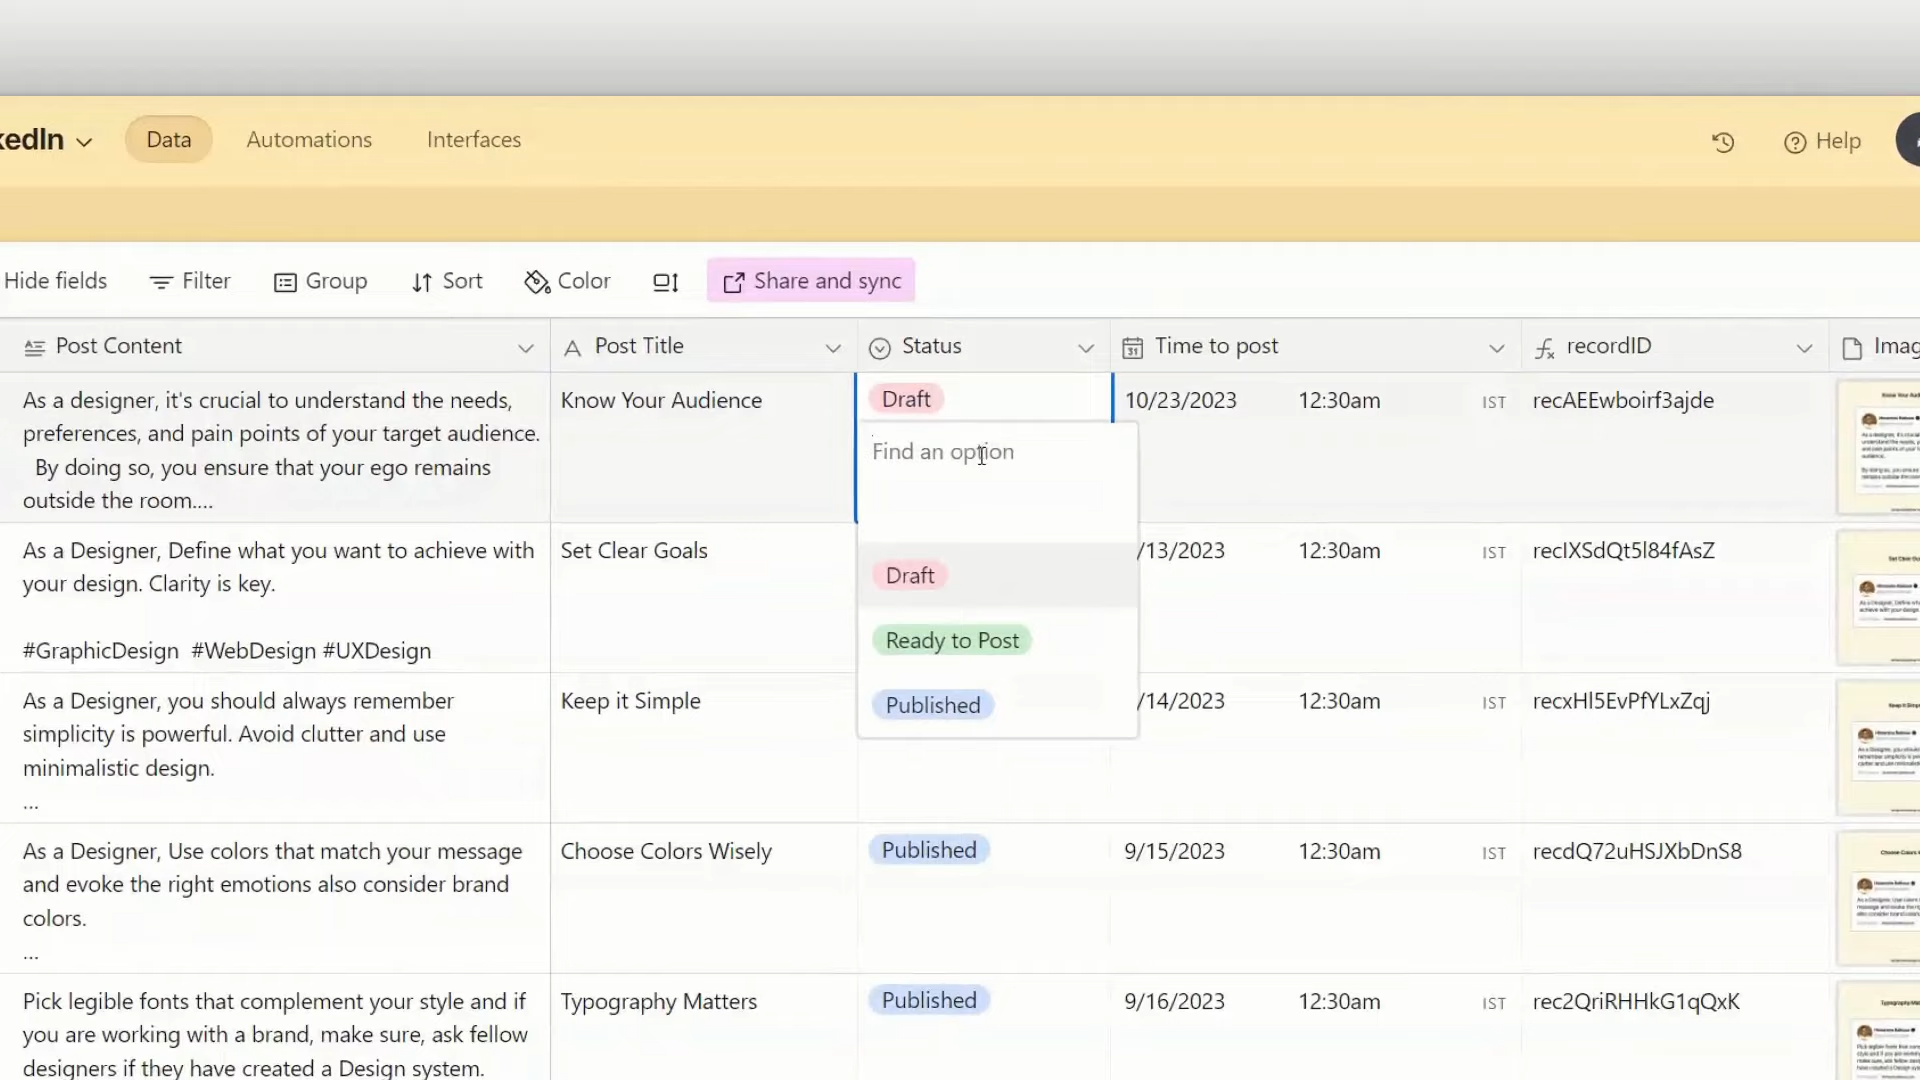 kedIn Data Automations Interfaces Help
Hide fields Filter Group Sort Color Share and sync
Post Content Post Title Status Time to post recordID Imag
As a designer, it's crucial to understand the needs,
preferences, and pain points of your target audience.
By doing so, you ensure that your ego remains
outside the room....
Know Your Audience
Draft
10/23/2023 12:30am IST
recAEEwboirf3ajde
Find an option
Draft
Ready to Post
Published
As a Designer, Define what you want to achieve with
your design. Clarity is key.
#GraphicDesign #WebDesign #UXDesign
Set Clear Goals
/13/2023 12:30am IST
recIXSdQt5l84fAsZ
As a Designer, you should always remember
simplicity is powerful. Avoid clutter and use
minimalistic design.
...
Keep it Simple
/14/2023 12:30am IST
recxHl5EvPfYLxZqj
As a Designer, Use colors that match your message
and evoke the right emotions also consider brand
colors.
...
Choose Colors Wisely
Published
9/15/2023 12:30am IST
recdQ72uHSJXbDnS8
Pick legible fonts that complement your style and if
you are working with a brand, make sure, ask fellow
designers if they have created a Design system.
Typography Matters
Published
9/16/2023 12:30am IST
rec2QriRHHkG1qQxK